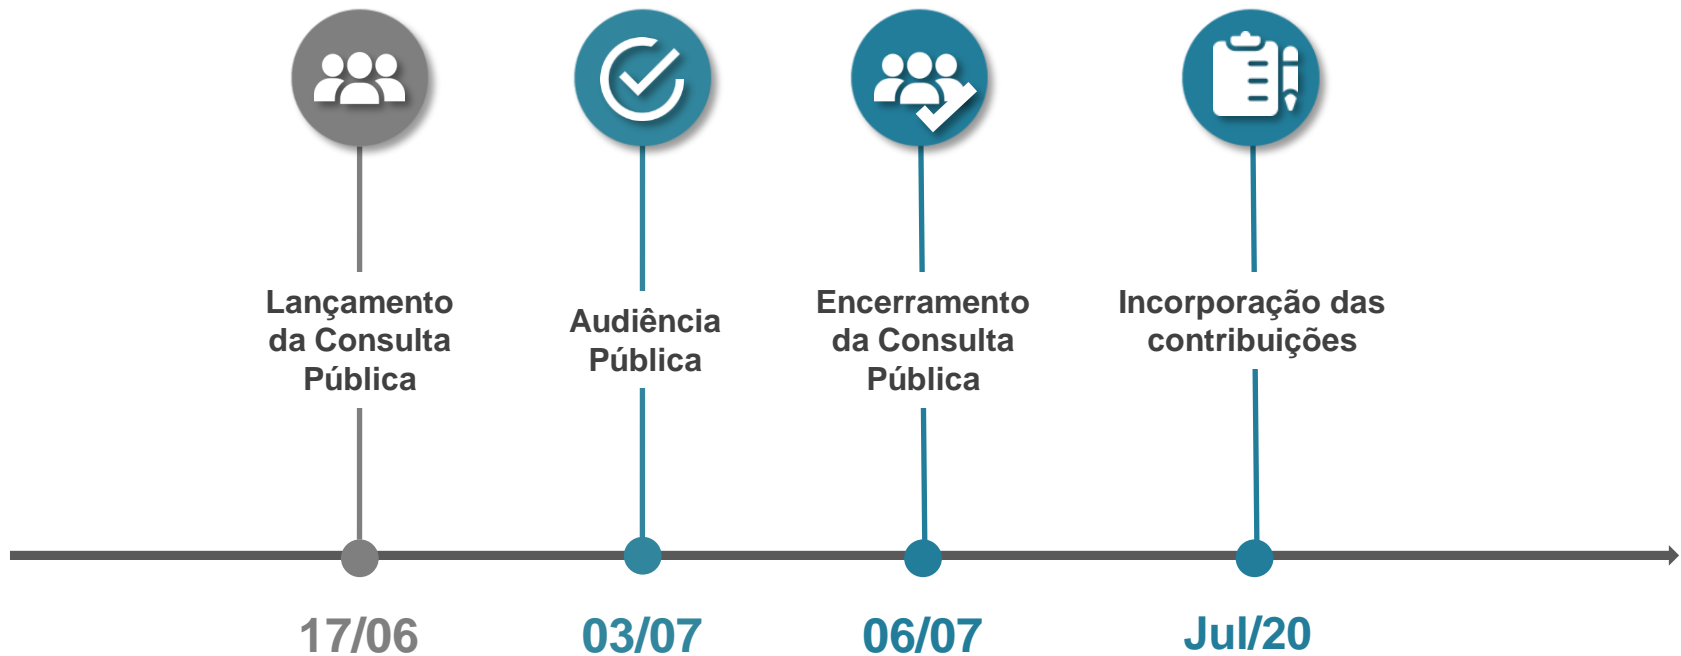 Lançamento
da Consulta
Pública
Audiência
Pública
Encerramento
da Consulta
Pública
Incorporação das
contribuições
17/06
03/07
06/07
Jul/20